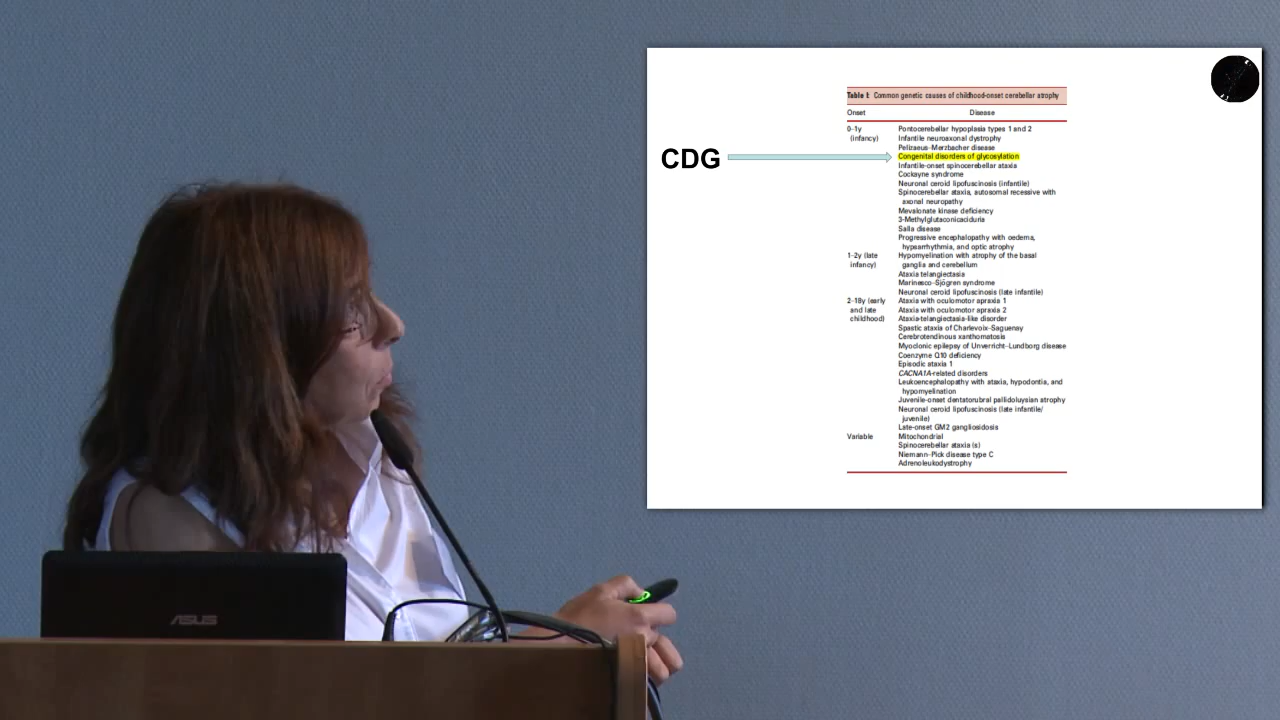 CDG
Table I: Common genetic causes of childhood-onset cerebellar atrophy
Onset Disease
0–1y Pontocerebellar hypoplasia types 1 and 2
(infancy) Infantile neuroaxonal dystrophy
Pelizaeus–Merzbacher disease
Congenital disorders of glycosylation
Infantile-onset spinocerebellar ataxia
Cockayne syndrome
Neuronal ceroid lipofuscinosis (infantile)
Spinocerebellar ataxia, autosomal recessive with
axonal neuropathy
Mevalonate kinase deficiency
3-Methylglutaconicaciduria
Salla disease
Progressive encephalopathy with oedema,
hypsarrhythmia, and optic atrophy
1–2y (late Hypomyelination with atrophy of the basal
infancy) ganglia and cerebellum
Ataxia telangiectasia
Marinesco–Sjögren syndrome
Neuronal ceroid lipofuscinosis (late infantile)
2–18y (early Ataxia with oculomotor apraxia 1
and late Ataxia with oculomotor apraxia 2
childhood) Ataxia-telangiectasia-like disorder
Spastic ataxia of Charlevoix–Saguenay
Cerebrotendinous xanthomatosis
Myoclonic epilepsy of Unverricht–Lundborg disease
Coenzyme Q10 deficiency
Episodic ataxia 1
CACNA1A-related disorders
Leukoencephalopathy with ataxia, hypodontia, and
hypomyelination
Juvenile-onset dentatorubral pallidoluysian atrophy
Neuronal ceroid lipofuscinosis (late infantile/
juvenile)
Late-onset GM2 gangliosidosis
Variable Mitochondrial
Spinocerebellar ataxia (s)
Niemann–Pick disease type C
Adrenoleukodystrophy
ASUS